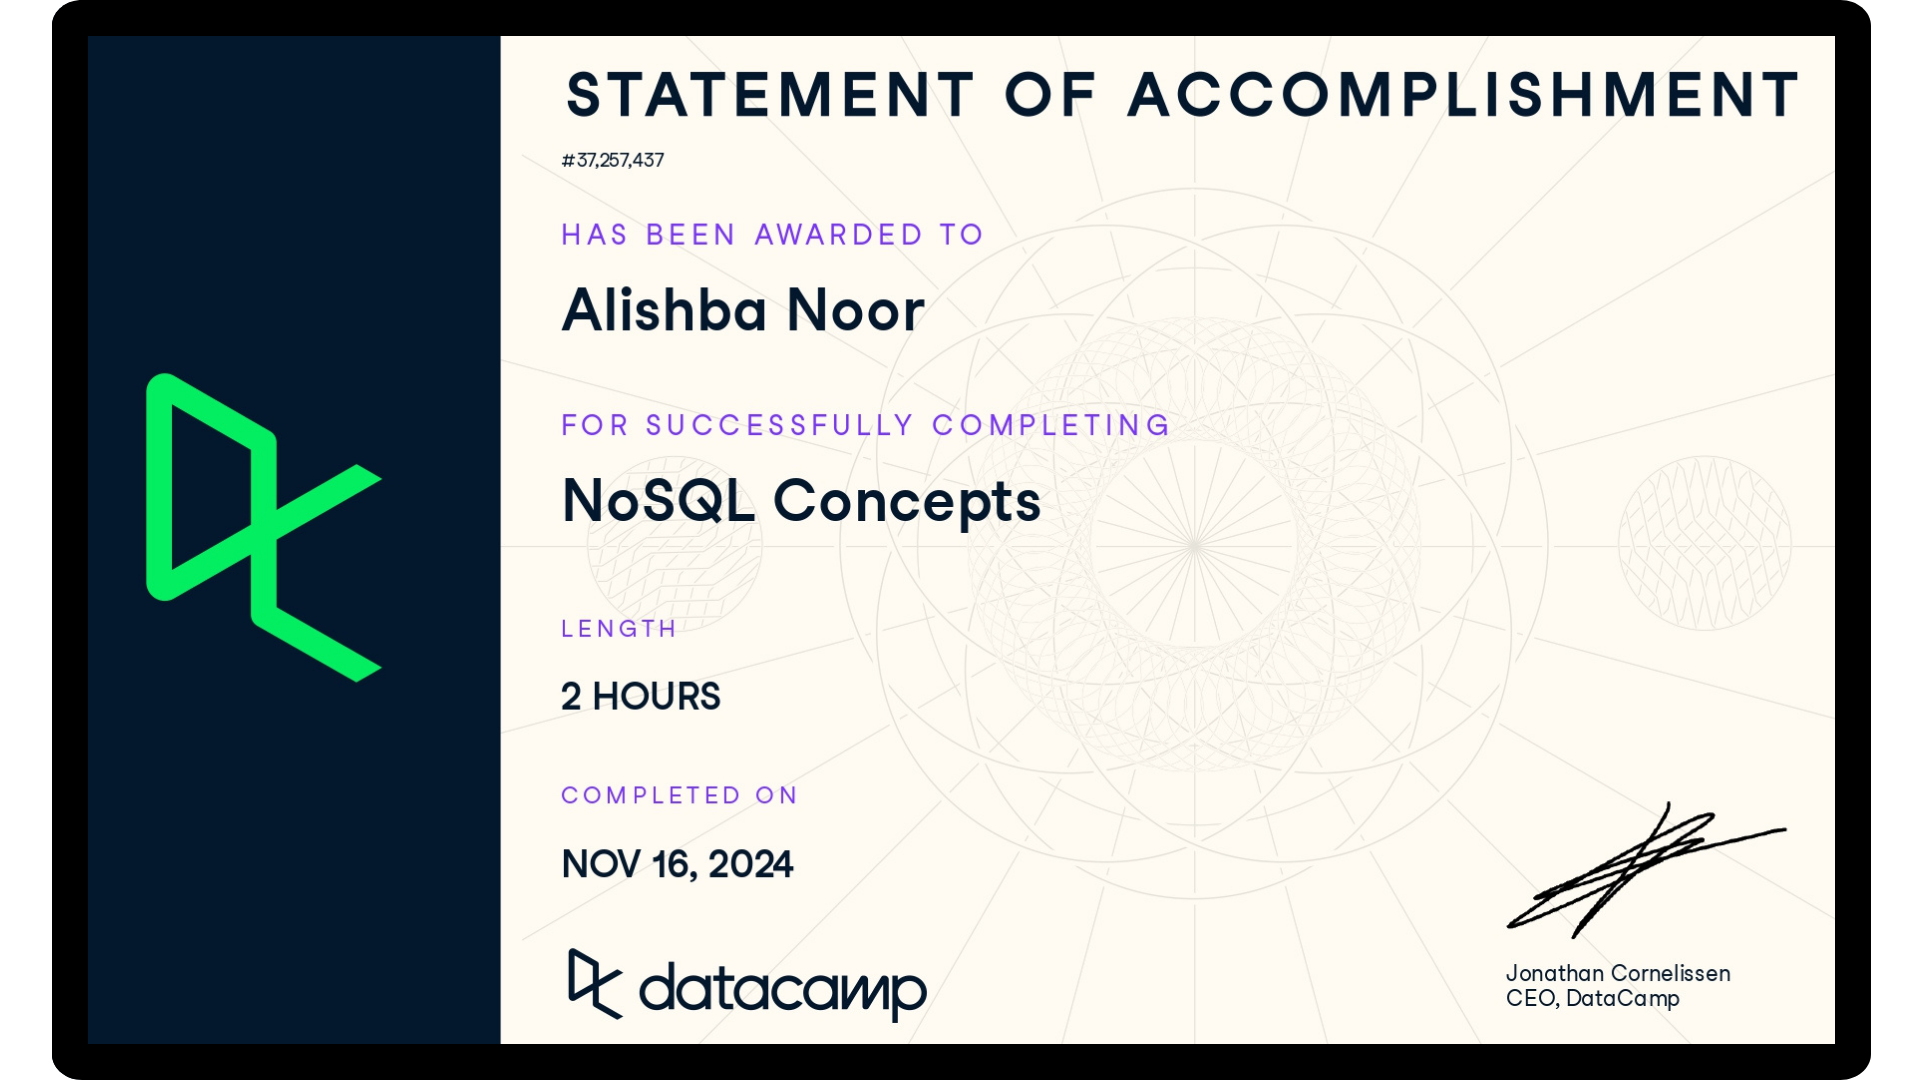 STATEMENT OF ACCOMPLISHMENT
#37,257,437
HAS BEEN AWARDED TO
Alishba Noor
FOR SUCCESSFULLY COMPLETING
NoSQL Concepts
LENGTH
2 HOURS
COMPLETED ON
NOV 16, 2024
datacamp
Jonathan Cornelissen
CEO, DataCamp